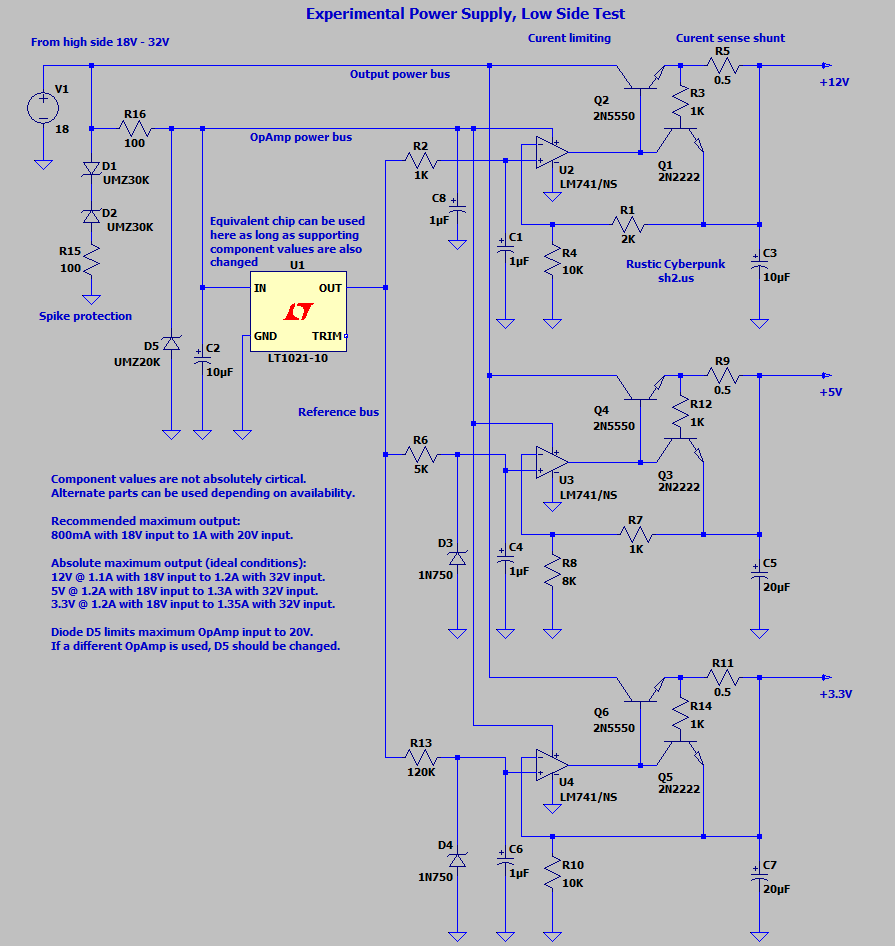 Experimental Power Supply, Low Side Test
From high side 18V - 32V
Curent limiting
Curent sense shunt
R5
0.5
+12V
Output power bus
V1
18
Q2
2N5550
R3
1K
R16
100
OpAmp power bus
R2
1K
U2
LM741/NS
Q1
2N2222
D1
UMZ30K
D2
UMZ30K
C8
1µF
Equivalent chip can be used
here as long as supporting
component values are also
changed
R1
2K
C1
1µF
R4
10K
Rustic Cyberpunk
sh2.us
C3
10µF
R15
100
Spike protection
U1
IN
OUT
GND
TRIM
LT1021-10
D5
UMZ20K
C2
10µF
Reference bus
R9
0.5
+5V
Q4
2N5550
R12
1K
R6
5K
U3
LM741/NS
Q3
2N2222
Component values are not absolutely cirtical.
Alternate parts can be used depending on availability.
Recommended maximum output:
800mA with 18V input to 1A with 20V input.
Absolute maximum output (ideal conditions):
12V @ 1.1A with 18V input to 1.2A with 32V input.
5V @ 1.2A with 18V input to 1.3A with 32V input.
3.3V @ 1.2A with 18V input to 1.35A with 32V input.
Diode D5 limits maximum OpAmp input to 20V.
If a different OpAmp is used, D5 should be changed.
R7
1K
D3
1N750
C4
1µF
R8
8K
C5
20µF
R11
0.5
+3.3V
Q6
2N5550
R14
1K
R13
120K
U4
LM741/NS
Q5
2N2222
D4
1N750
C6
1µF
R10
10K
C7
20µF